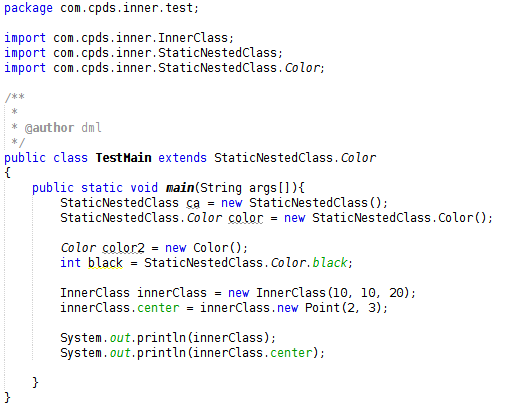 package com.cpds.inner.test;
import com.cpds.inner.InnerClass;
import com.cpds.inner.StaticNestedClass;
import com.cpds.inner.StaticNestedClass.Color;
/**
 *
 * @author dml
 */
public class TestMain extends StaticNestedClass.Color
{
    public static void main(String args[]){
        StaticNestedClass ca = new StaticNestedClass();
        StaticNestedClass.Color color = new StaticNestedClass.Color();
        Color color2 = new Color();
        int black = StaticNestedClass.Color.black;
        InnerClass innerClass = new InnerClass(10, 10, 20);
        innerClass.center = innerClass.new Point(2, 3);
        System.out.println(innerClass);
        System.out.println(innerClass.center);
    }
}